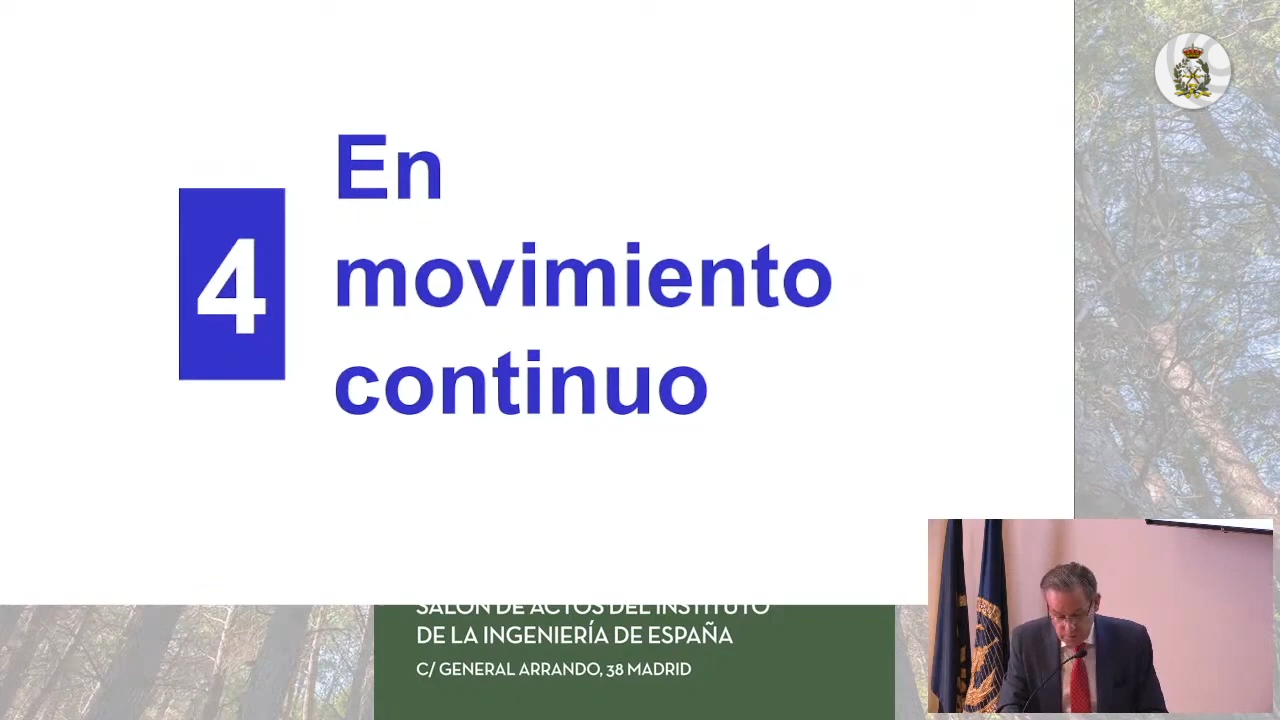 4
En
movimiento
continuo
SALÓN DE ACTOS DEL INSTITUTO
DE LA INGENIERÍA DE ESPAÑA
C/ GENERAL ARRANDO, 38 MADRID